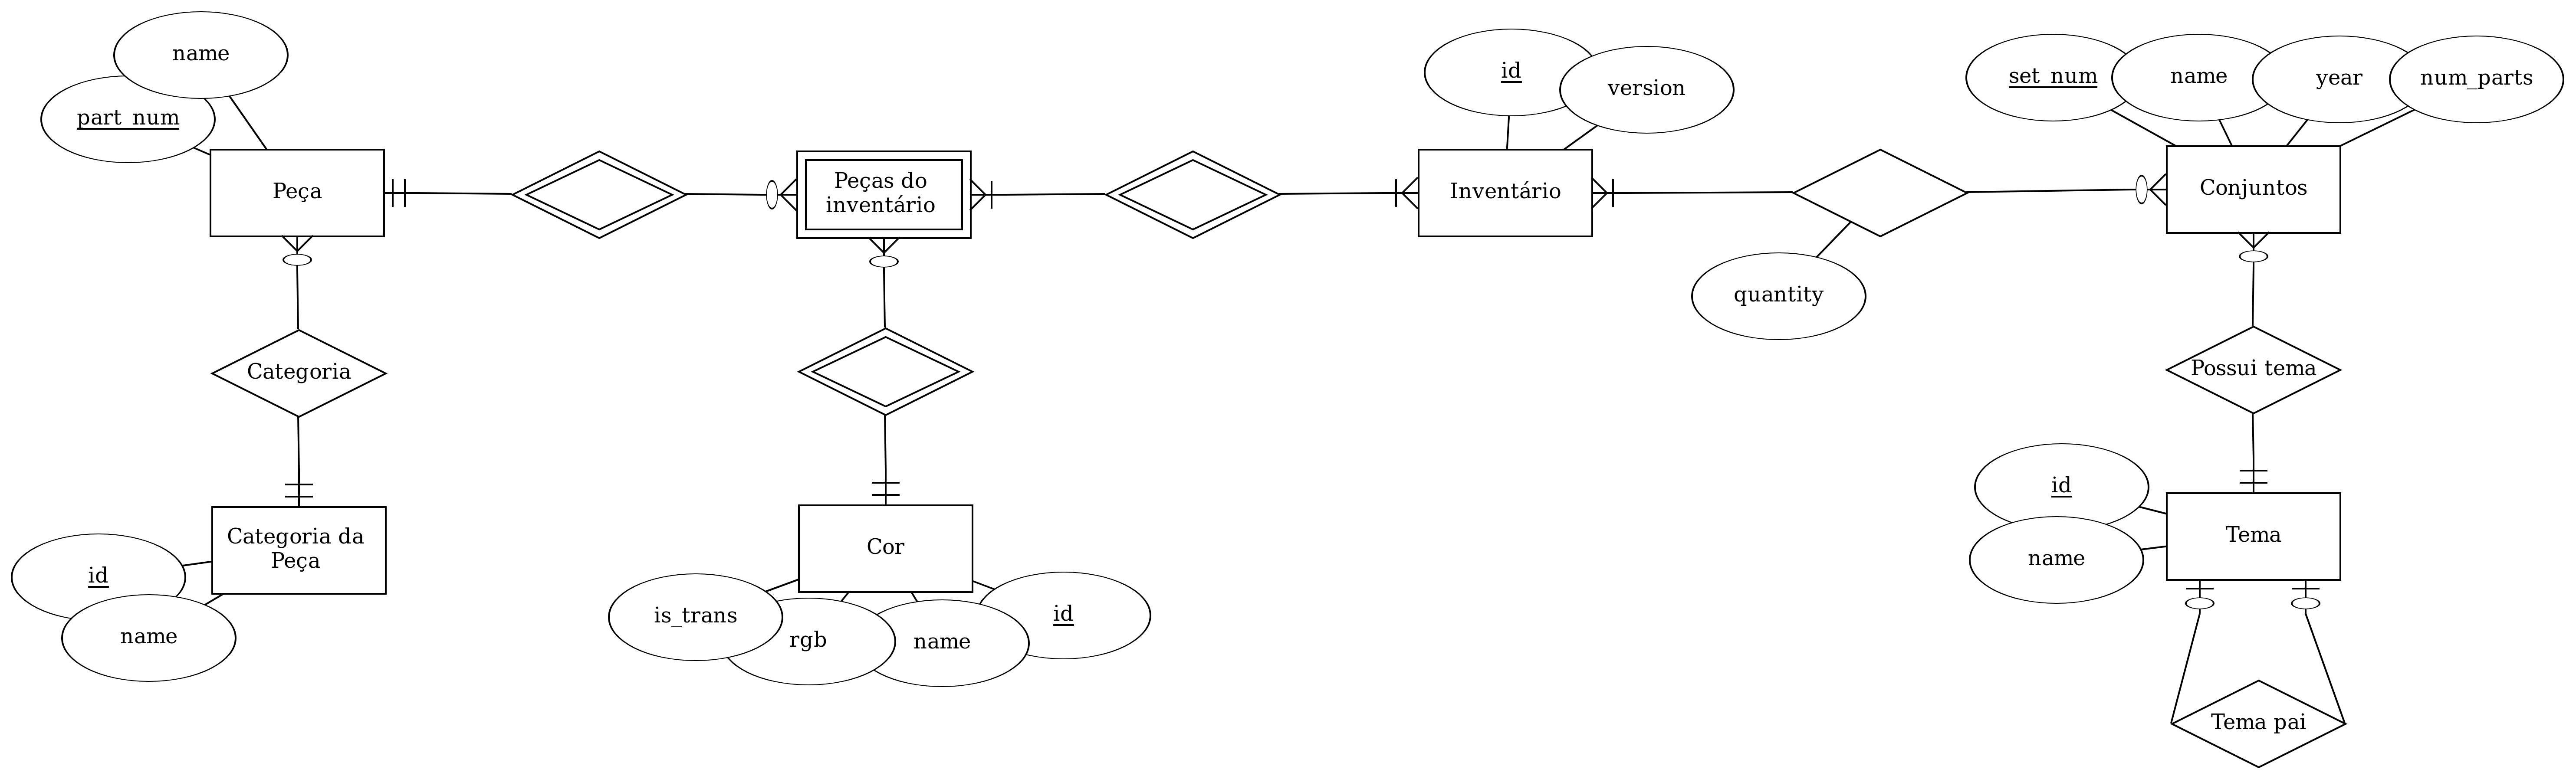 name
part_num
Peça
Categoria
Categoria da
Peça
id
name
Peças do
inventário
Cor
is_trans
rgb
name
id
id
version
Inventário
quantity
set_num
name
year
num_parts
Conjuntos
Possui tema
id
name
Tema
Tema pai